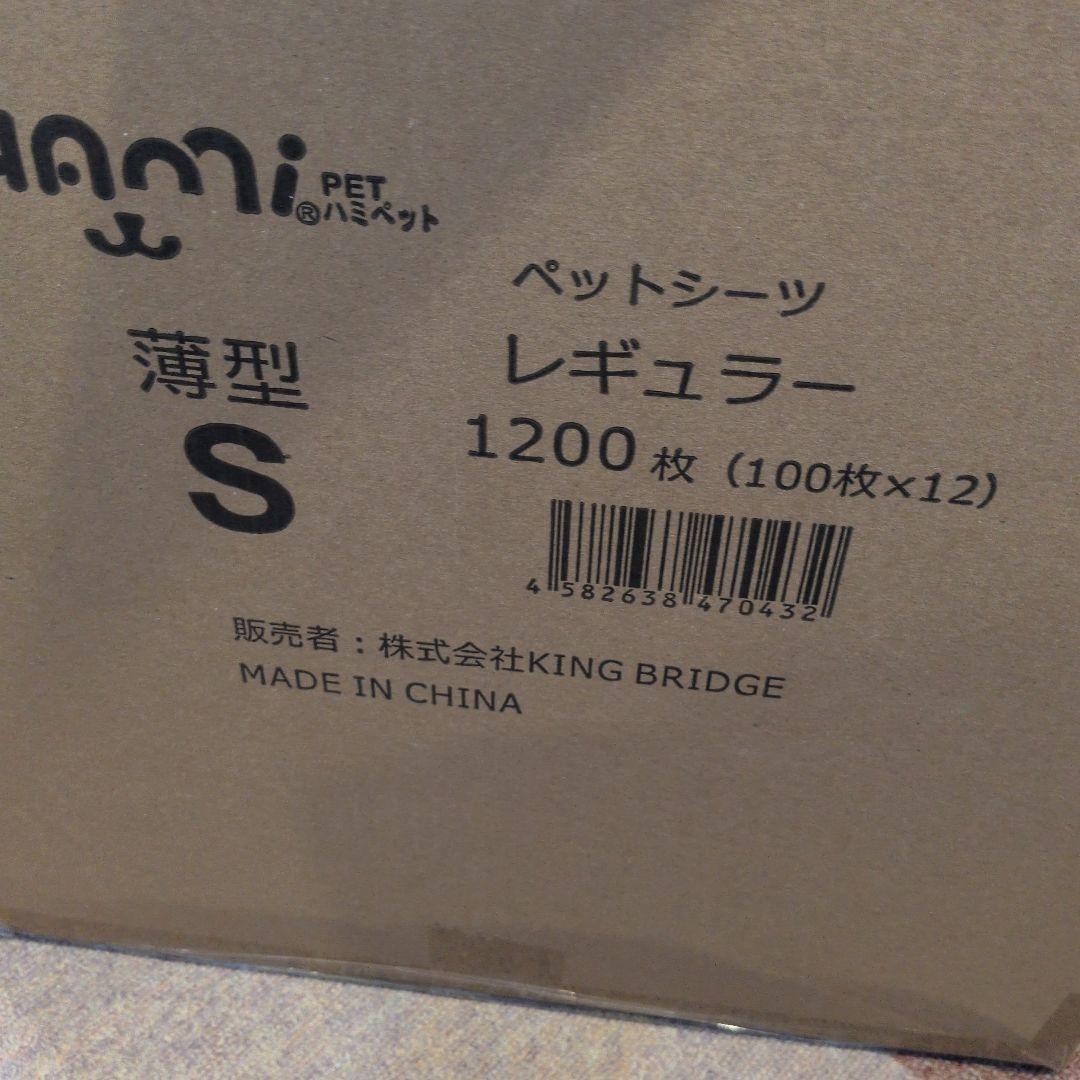 HAMi®
PET
ハミペット
薄型
S
ペットシーツ
レギュラー
1200枚（100枚×12）
4 582638 470432
販売者：株式会社KING BRIDGE
MADE IN CHINA